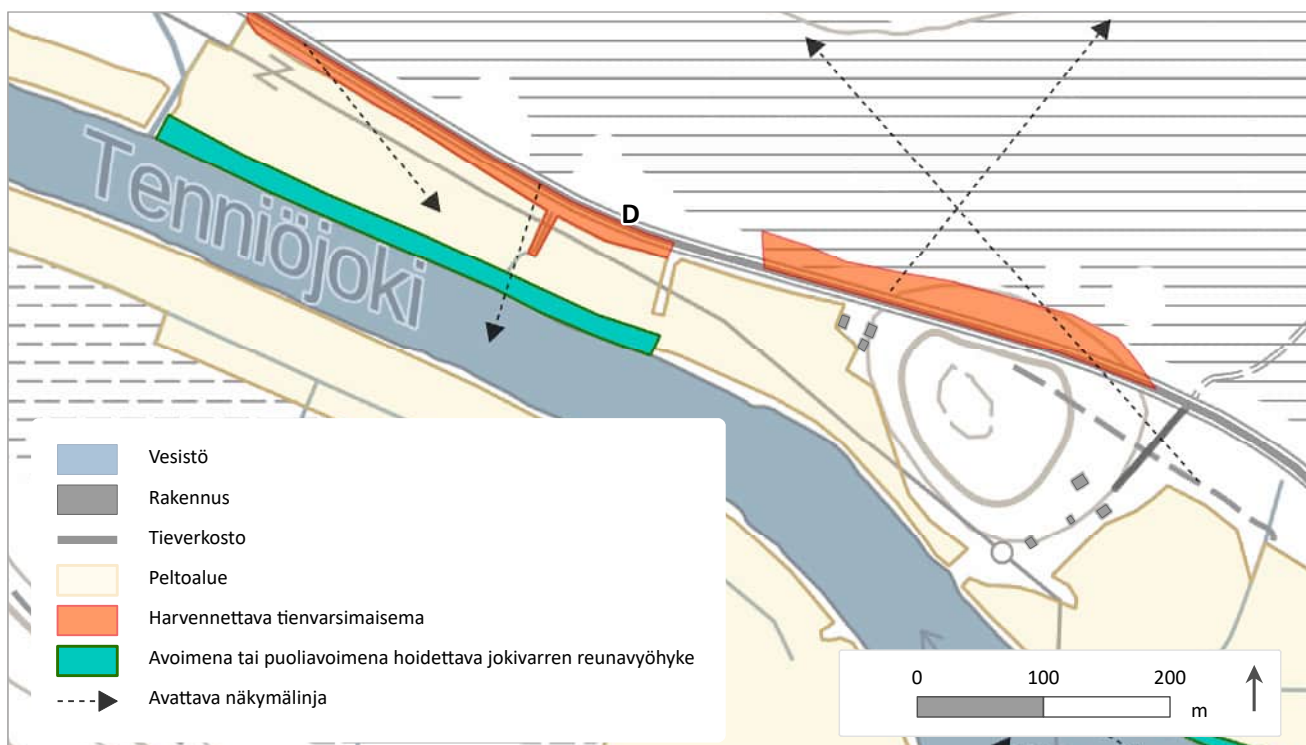 D
Tenniöjoki
Vesistö
Rakennus
Tieverkosto
Peltoalue
Harvennettava tienvarsimaisema
Avoimena tai puoliavoimena hoidettava jokivarren reunavyöhyke
Avattava näkymälinja
0 100 200
m